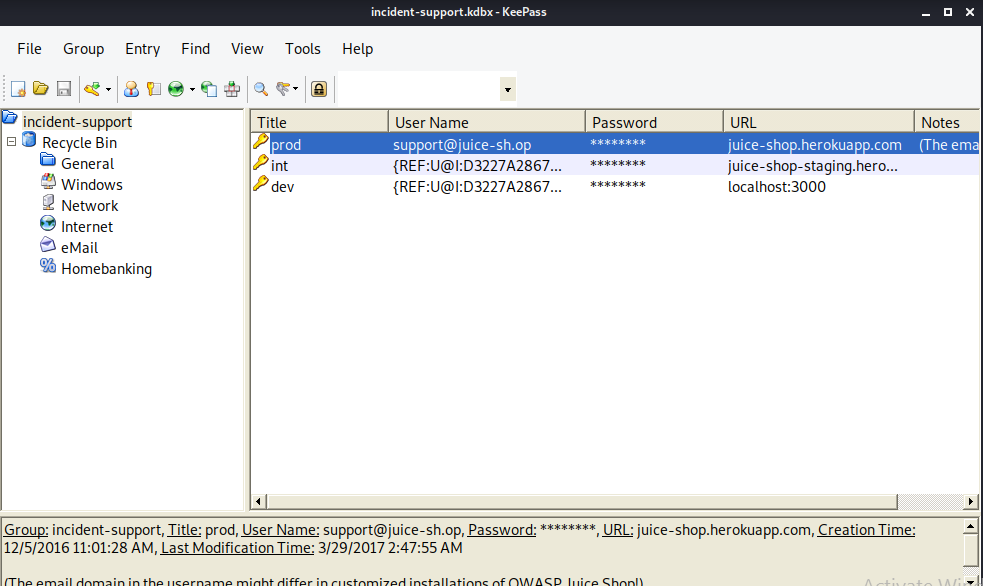 incident-support.kdbx - KeePass
File Group Entry Find View Tools Help
incident-support
Recycle Bin
General
Windows
Network
Internet
eMail
Homebanking
Title User Name Password URL Notes
prod support@juice-sh.op ******** juice-shop.herokuapp.com (The ema
int {REF:U@I:D3227A2867... ******** juice-shop-staging.hero...
dev {REF:U@I:D3227A2867... ******** localhost:3000
Group: incident-support, Title: prod, User Name: support@juice-sh.op, Password: ********, URL: juice-shop.herokuapp.com, Creation Time:
12/5/2016 11:01:28 AM, Last Modification Time: 3/29/2017 2:47:55 AM
(The email domain in the username might differ in customized installations of OWASP Juice Shop!)
Activate Win